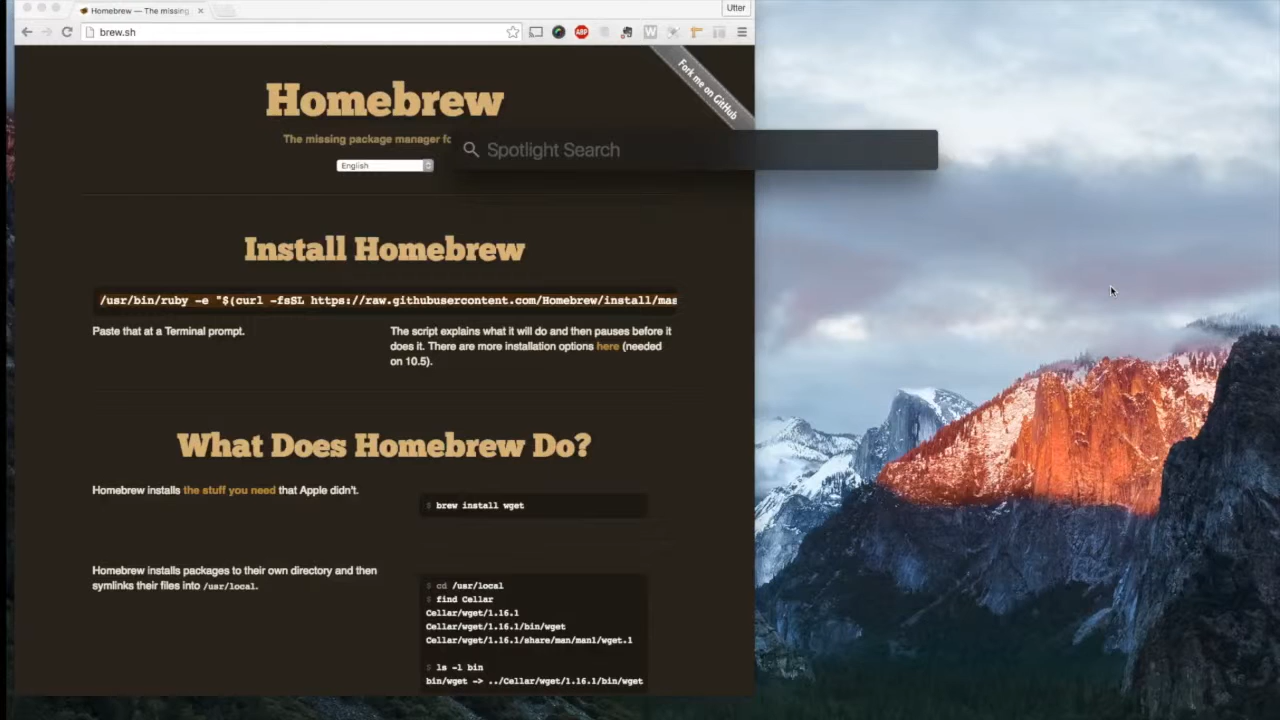 Homebrew — The missing
Utter
brew.sh
ABP
W
Fork me on GitHub
Homebrew
The missing package manager fo
Spotlight Search
English
Install Homebrew
/usr/bin/ruby -e "$(curl -fsSL https://raw.githubusercontent.com/Homebrew/install/mas
Paste that at a Terminal prompt.
The script explains what it will do and then pauses before it
does it. There are more installation options here (needed
on 10.5).
What Does Homebrew Do?
Homebrew installs the stuff you need that Apple didn't.
$ brew install wget
Homebrew installs packages to their own directory and then
symlinks their files into /usr/local.
$ cd /usr/local
$ find Cellar
Cellar/wget/1.16.1
Cellar/wget/1.16.1/bin/wget
Cellar/wget/1.16.1/share/man/man1/wget.1
$ ls -l bin
bin/wget -> ../Cellar/wget/1.16.1/bin/wget